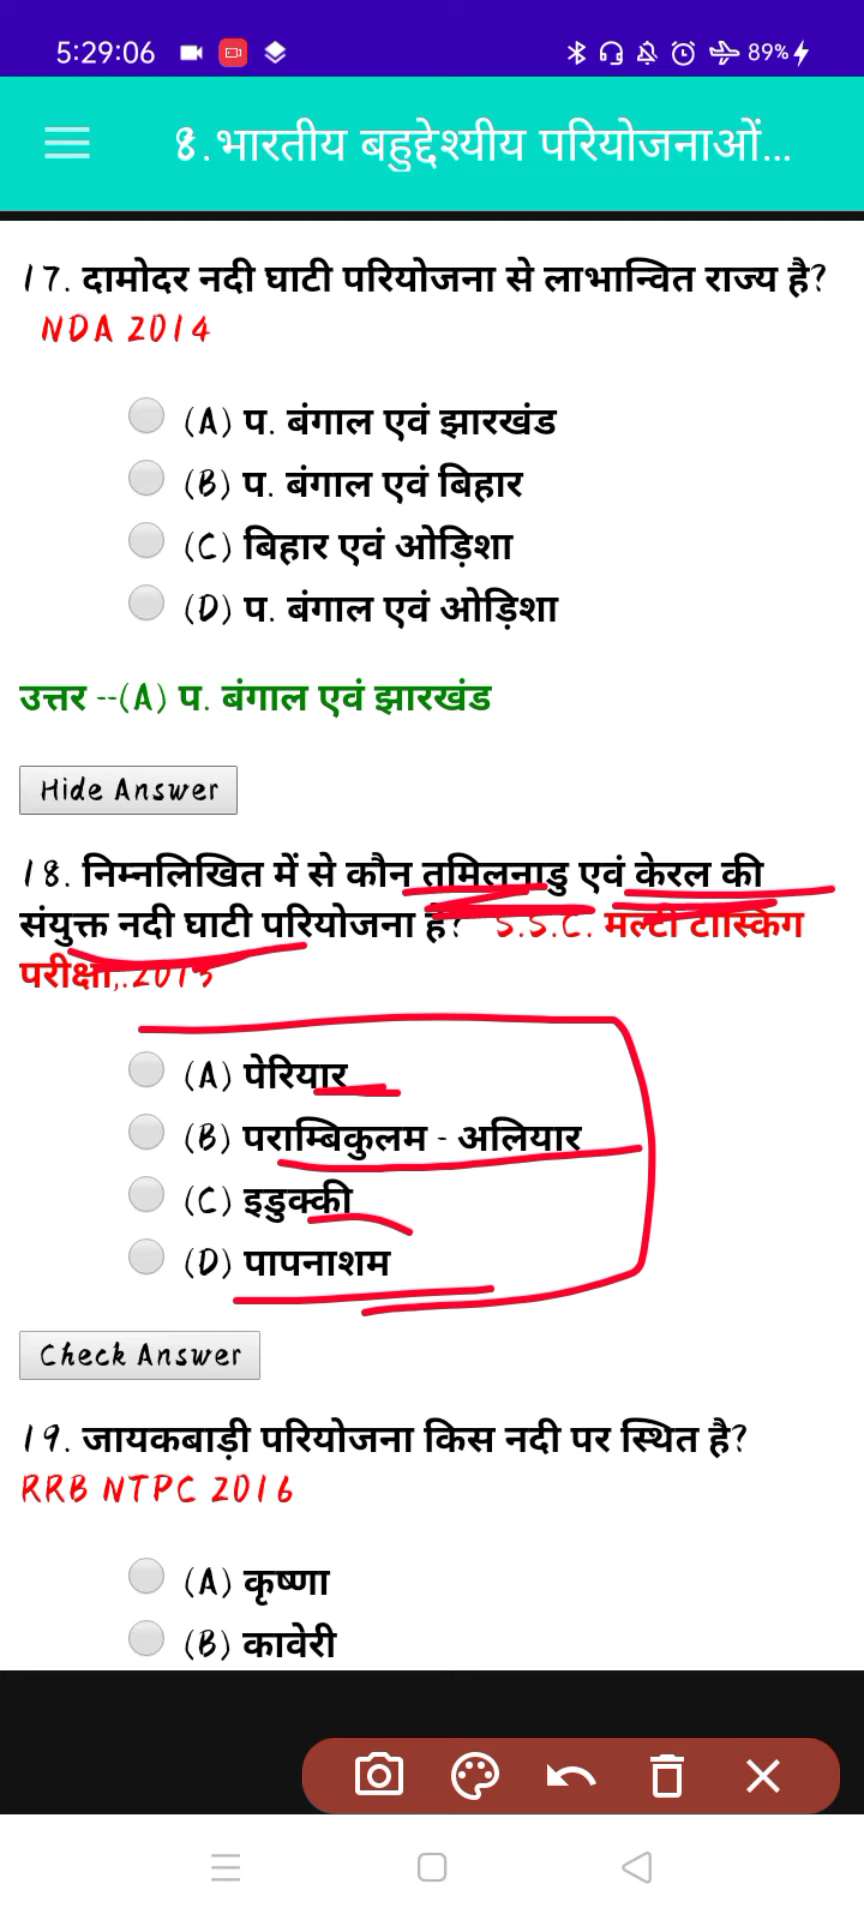 5:29:06 89%
8.भारतीय बहुद्देश्यीय परियोजनाओं...
17. दामोदर नदी घाटी परियोजना से लाभान्वित राज्य है?
NDA 2014
(A) प. बंगाल एवं झारखंड
(B) प. बंगाल एवं बिहार
(C) बिहार एवं ओड़िशा
(D) प. बंगाल एवं ओड़िशा
उत्तर --(A) प. बंगाल एवं झारखंड
Hide Answer
18. निम्नलिखित में से कौन तमिलनाडु एवं केरल की
संयुक्त नदी घाटी परियोजना है? S.S.C. मल्टी टास्किंग
परीक्षा,.
(A) पेरियार
(B) पराम्बिकुलम - अलियार
(C) इडुक्की
(D) पापनाशम
Check Answer
19. जायकबाड़ी परियोजना किस नदी पर स्थित है?
RRB NTPC 2016
(A) कृष्णा
(B) कावेरी